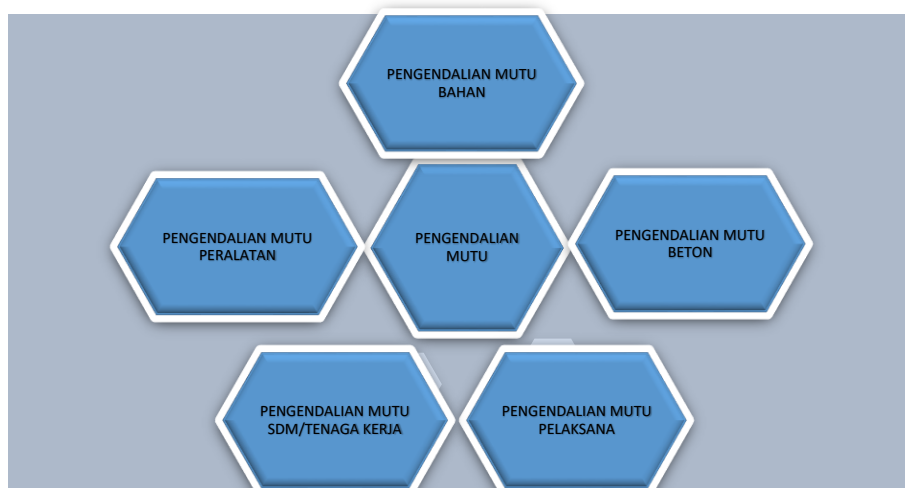 PENGENDALIAN MUTU
BAHAN
PENGENDALIAN MUTU
PERALATAN
PENGENDALIAN
MUTU
PENGENDALIAN MUTU
BETON
PENGENDALIAN MUTU
SDM/TENAGA KERJA
PENGENDALIAN MUTU
PELAKSANA